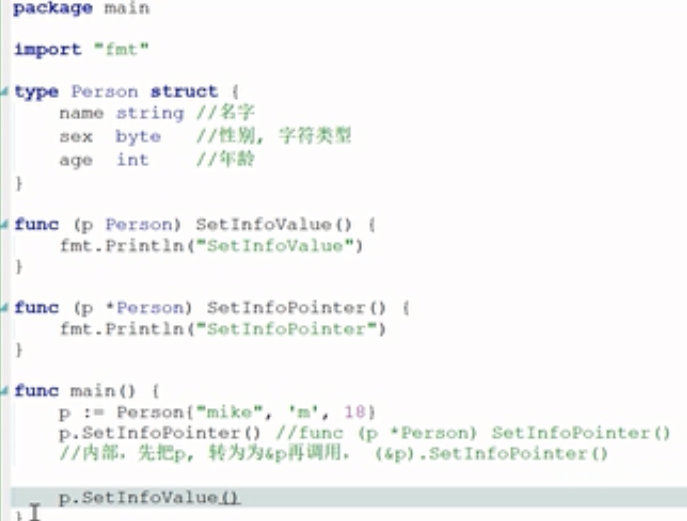 package main
import "fmt"
type Person struct {
    name string //名字
    sex  byte   //性别, 字符类型
    age  int    //年龄
}
func (p Person) SetInfoValue() {
    fmt.Println("SetInfoValue")
}
func (p *Person) SetInfoPointer() {
    fmt.Println("SetInfoPointer")
}
func main() {
    p := Person{"mike", 'm', 18}
    p.SetInfoPointer() //func (p *Person) SetInfoPointer()
    //内部，先把p, 转为为&p再调用， (&p).SetInfoPointer()
    p.SetInfoValue()
}